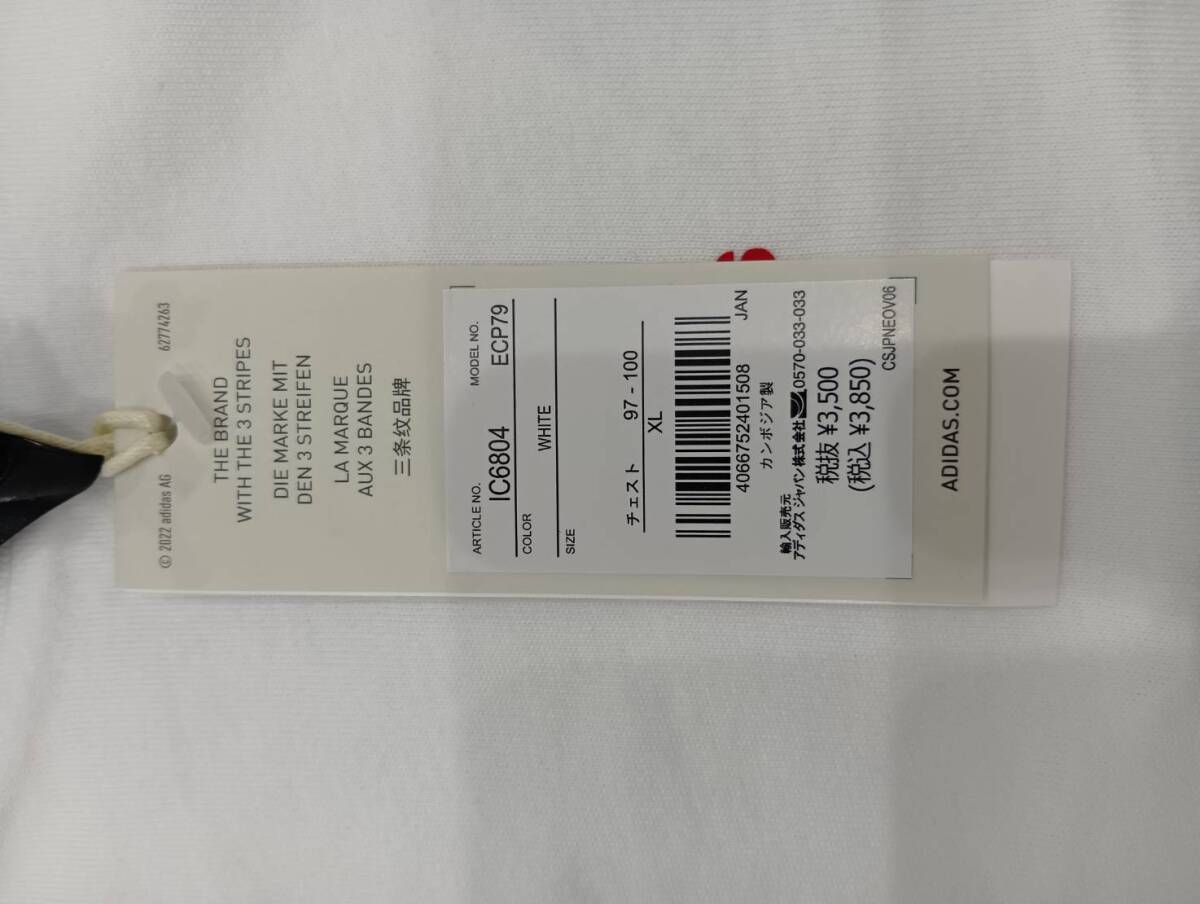 © 2022 adidas AG 62774263
THE BRAND
WITH THE 3 STRIPES
DIE MARKE MIT
DEN 3 STREIFEN
LA MARQUE
AUX 3 BANDES
三条纹品牌
ARTICLE NO. MODEL NO.
IC6804 ECP79
COLOR
WHITE
SIZE
チェスト 97 - 100
XL
4066752401508 JAN
カンボジア製
輸入販売元
アディダス ジャパン株式会社 0570-033-033
税抜 ¥3,500
(税込 ¥3,850)
CSJPNEOV06
ADIDAS.COM